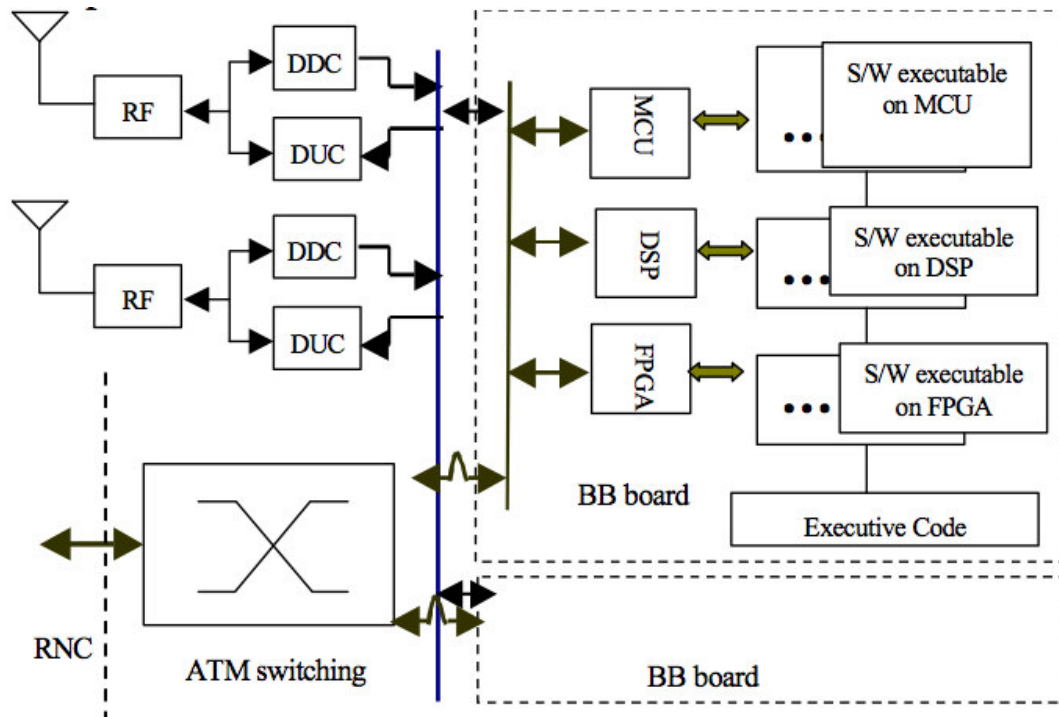 DDC
RF
DUC
DDC
RF
DUC
MCU
S/W executable
on MCU
DSP
S/W executable
on DSP
FPGA
S/W executable
on FPGA
BB board
Executive Code
RNC
ATM switching
BB board